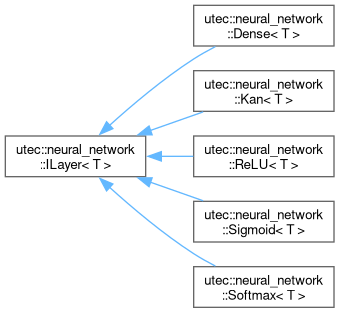 utec::neural_network
::Dense< T >
utec::neural_network
::Kan< T >
utec::neural_network
::ILayer< T >
utec::neural_network
::ReLU< T >
utec::neural_network
::Sigmoid< T >
utec::neural_network
::Softmax< T >